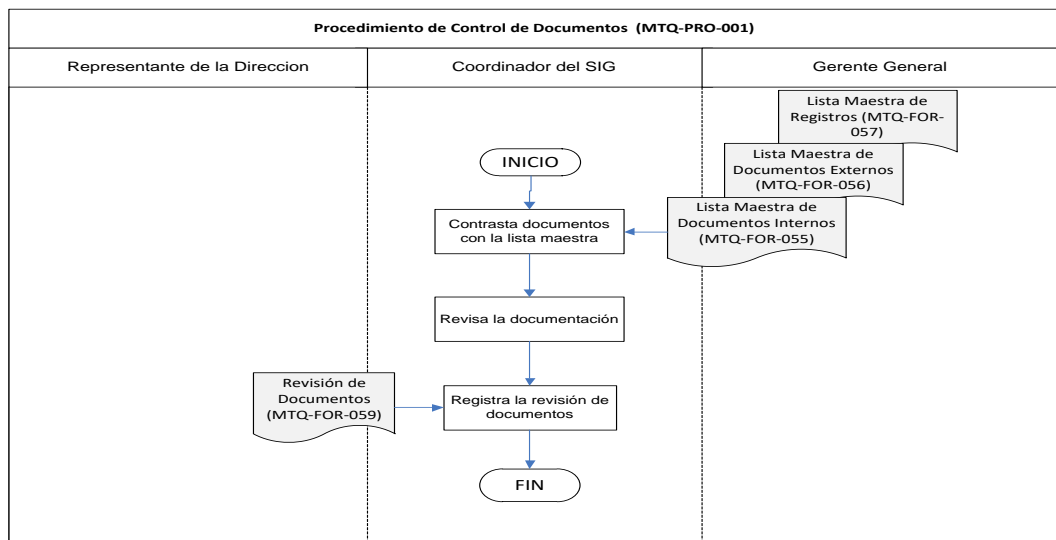 Procedimiento de Control de Documentos (MTQ-PRO-001)
Representante de la Direccion
Coordinador del SIG
Gerente General
Lista Maestra de
Registros (MTQ-FOR-
057)
INICIO
Lista Maestra de
Documentos Externos
(MTQ-FOR-056)
Lista Maestra de
Documentos Internos
(MTQ-FOR-055)
Contrasta documentos
con la lista maestra
Revisa la documentación
Revisión de
Documentos
(MTQ-FOR-059)
Registra la revisión de
documentos
FIN